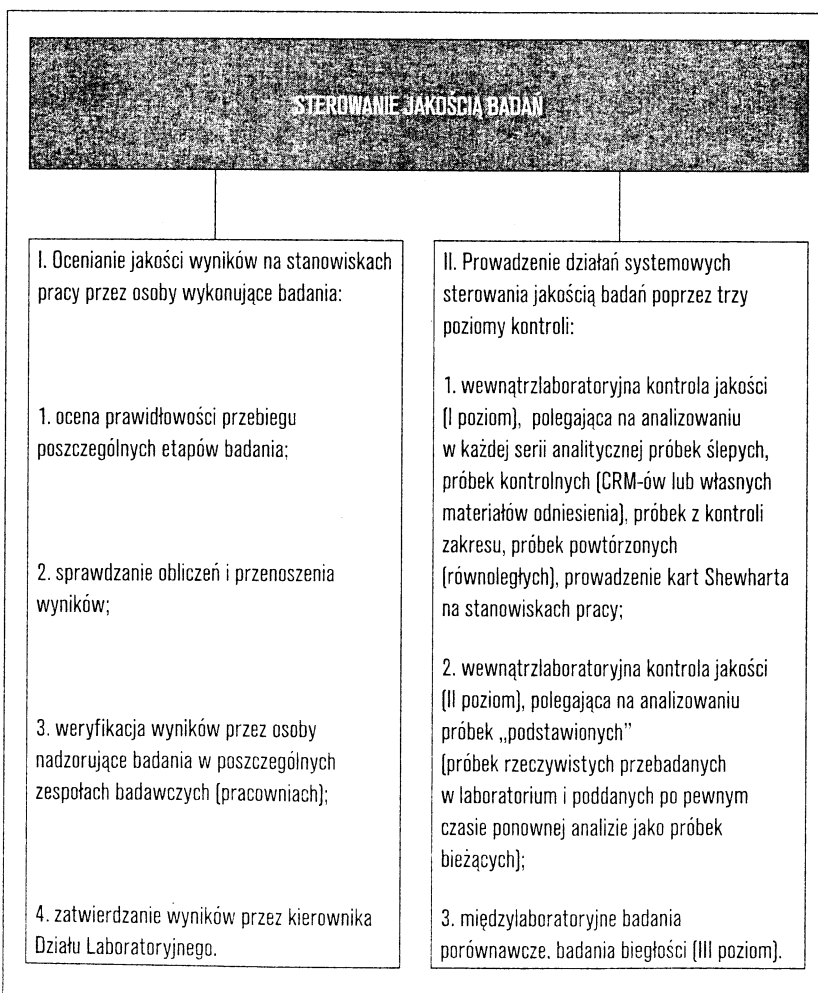 STEROWANIE JAKOŚCIĄ BADAŃ
I. Ocenianie jakości wyników na stanowiskach
pracy przez osoby wykonujące badania:
1. ocena prawidłowości przebiegu
poszczególnych etapów badania;
2. sprawdzanie obliczeń i przenoszenia
wyników;
3. weryfikacja wyników przez osoby
nadzorujące badania w poszczególnych
zespołach badawczych (pracowniach);
4. zatwierdzanie wyników przez kierownika
Działu Laboratoryjnego.
II. Prowadzenie działań systemowych
sterowania jakością badań poprzez trzy
poziomy kontroli:
1. wewnątrzlaboratoryjna kontrola jakości
(I poziom), polegająca na analizowaniu
w każdej serii analitycznej próbek ślepych,
próbek kontrolnych (CRM-ów lub własnych
materiałów odniesienia), próbek z kontroli
zakresu, próbek powtórzonych
(równoległych), prowadzenie kart Shewharta
na stanowiskach pracy;
2. wewnątrzlaboratoryjna kontrola jakości
(II poziom), polegająca na analizowaniu
próbek „podstawionych”
(próbek rzeczywistych przebadanych
w laboratorium i poddanych po pewnym
czasie ponownej analizie jako próbek
bieżących);
3. międzylaboratoryjne badania
porównawcze, badania biegłości (III poziom).